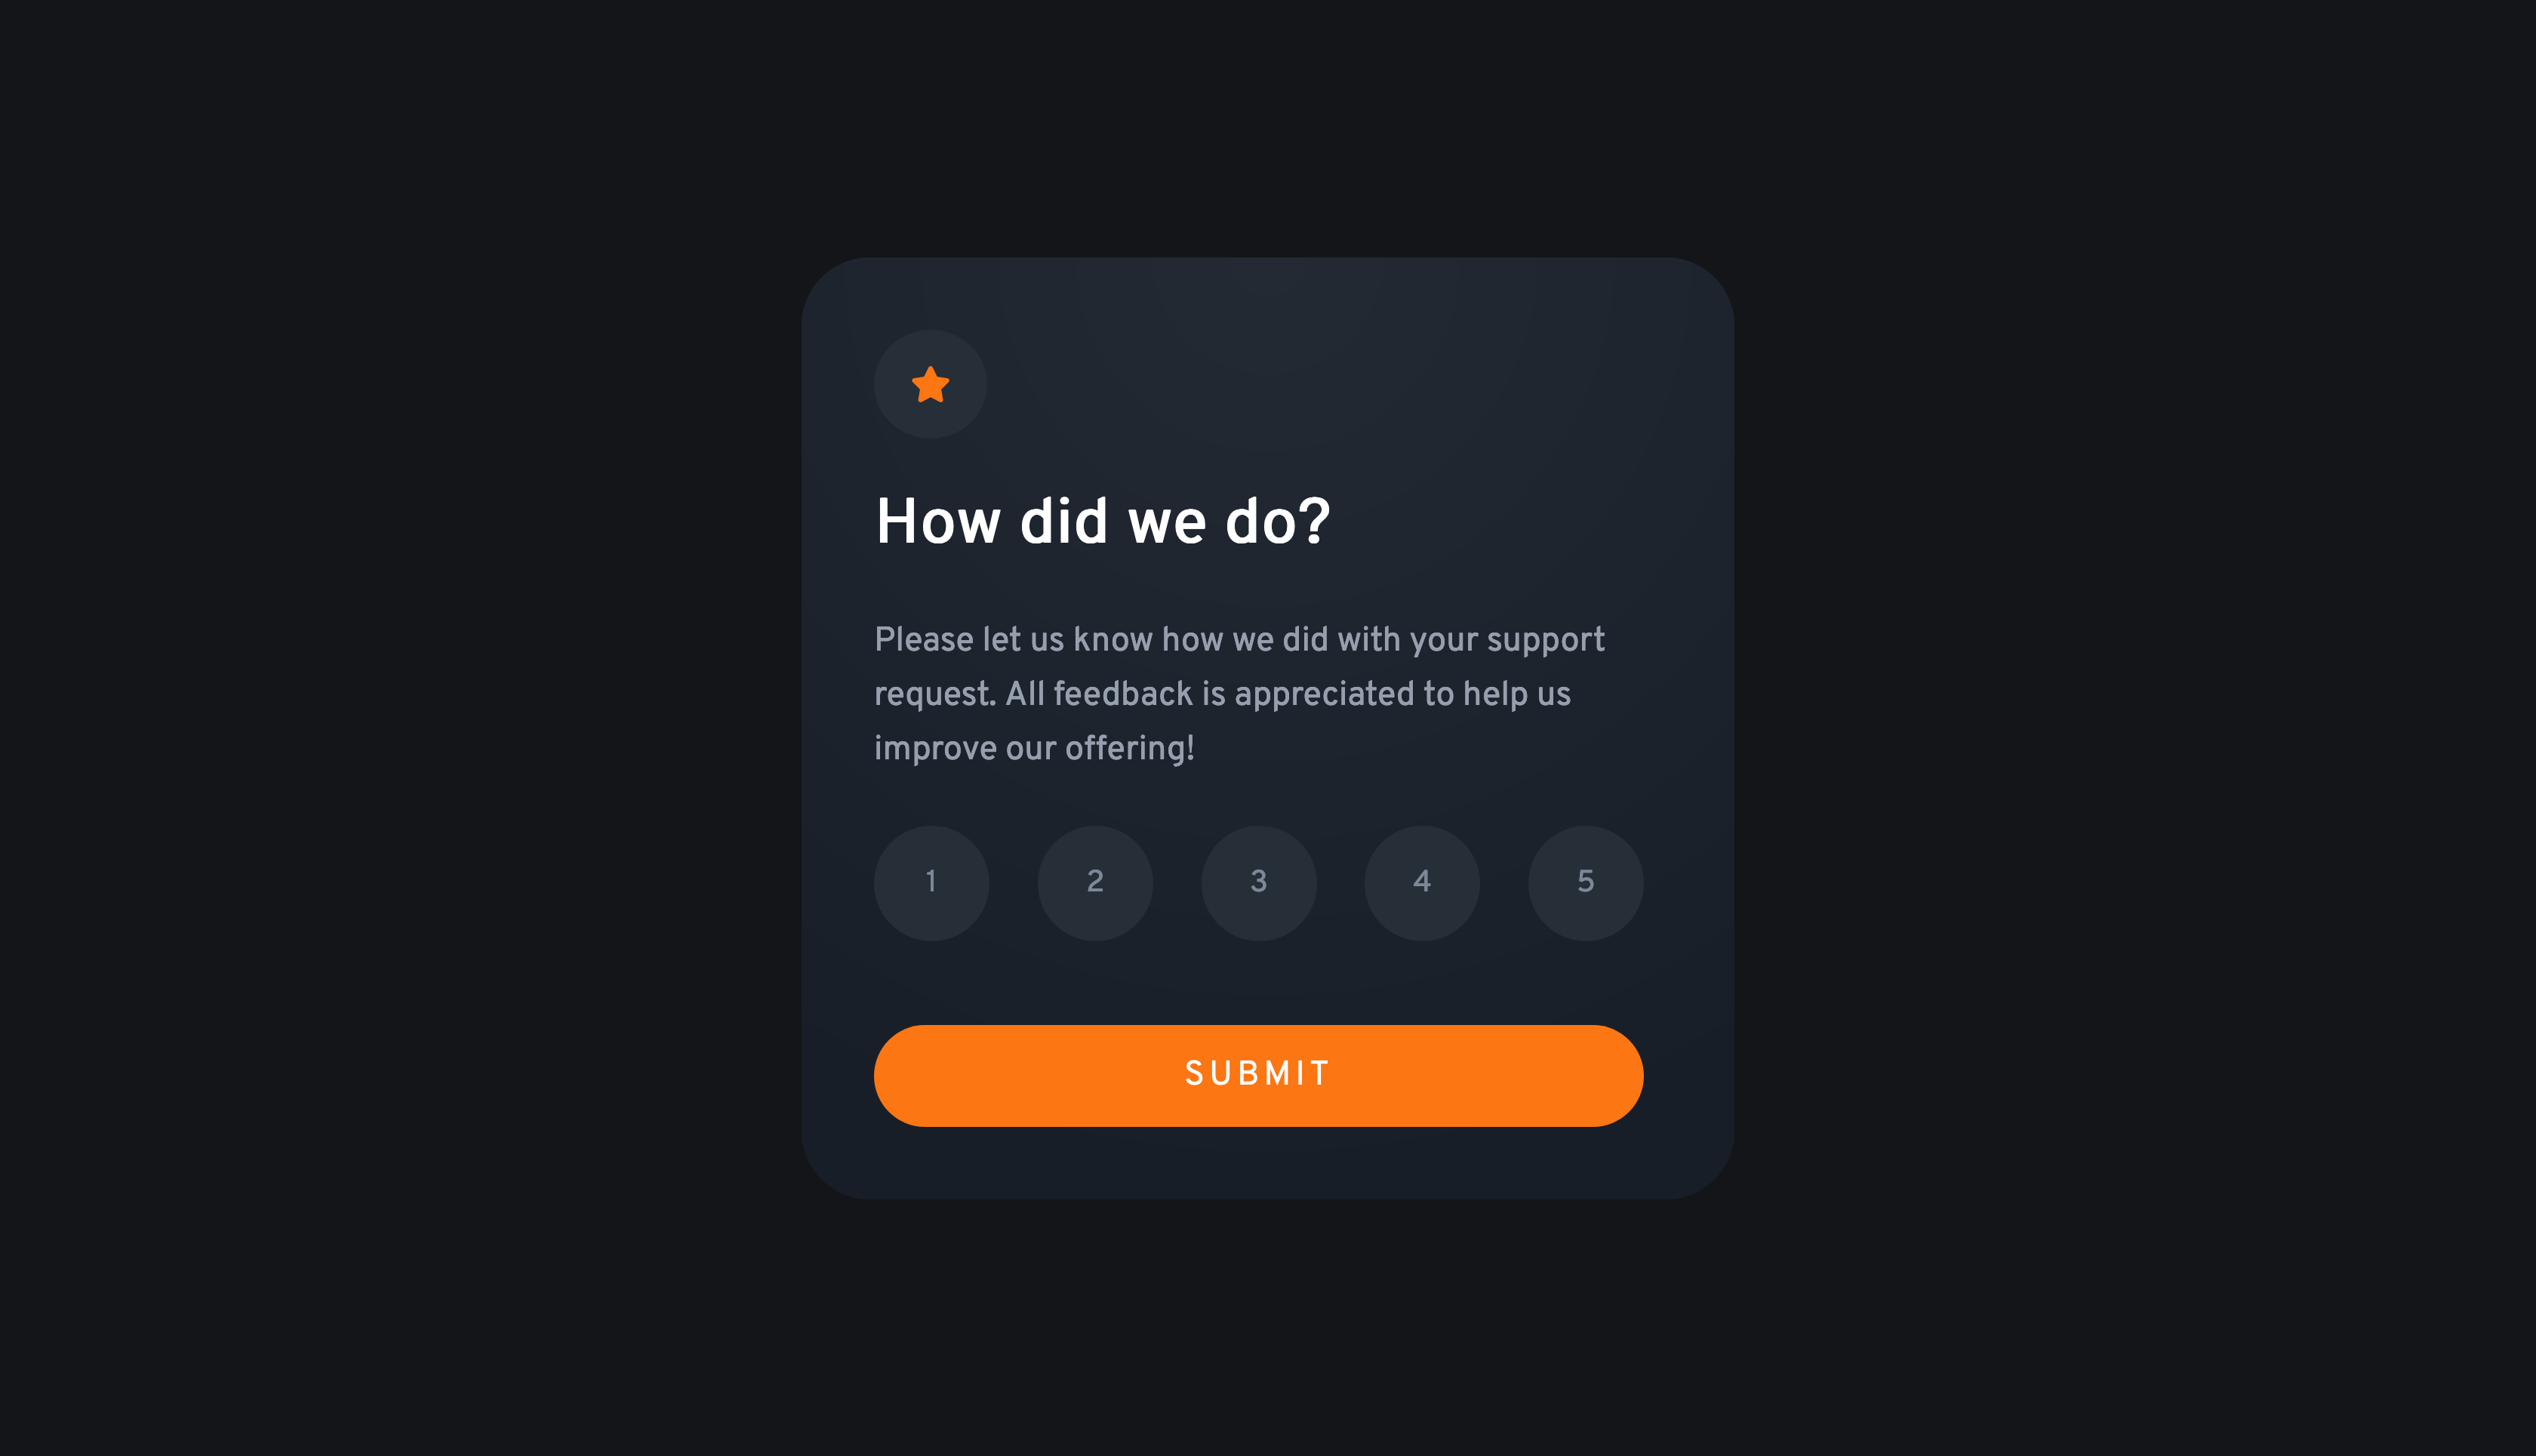 How did we do?
Please let us know how we did with your support
request. All feedback is appreciated to help us
improve our offering!
1 2 3 4 5
SUBMIT